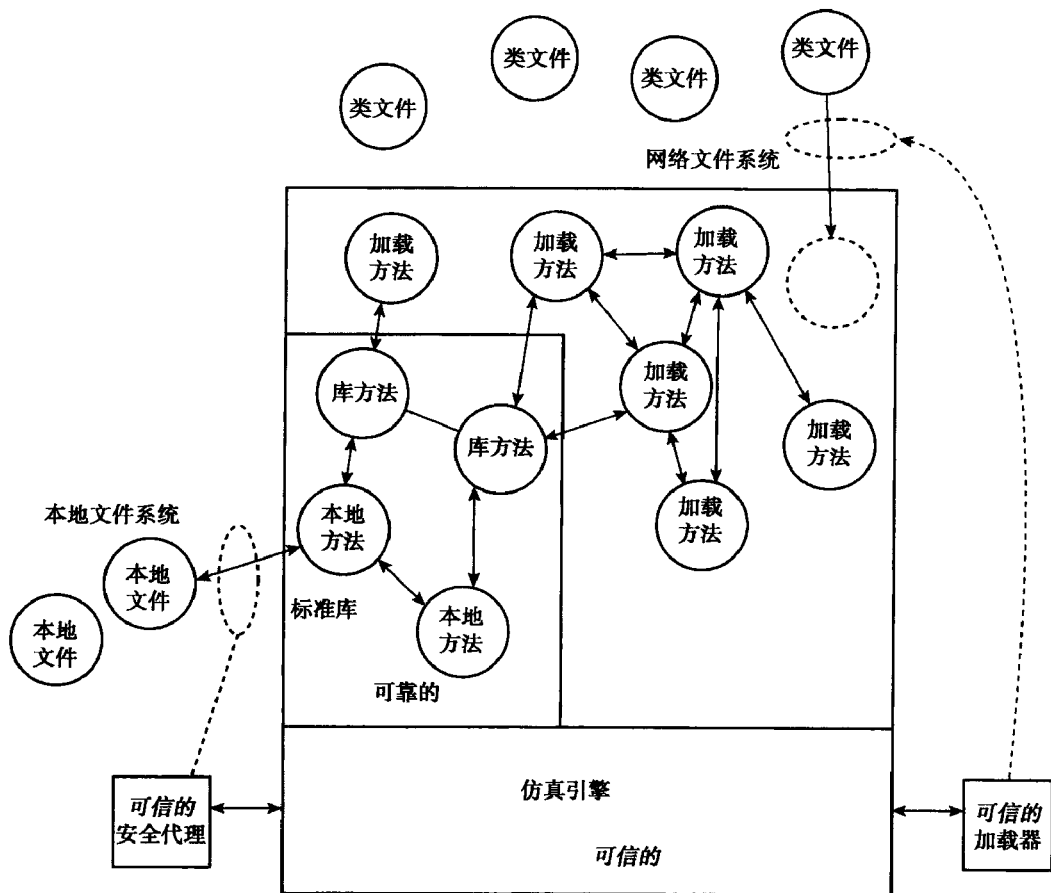 类文件
类文件
类文件
类文件
网络文件系统
加载
方法
加载
方法
加载
方法
库方法
加载
方法
库方法
加载
方法
本地文件系统
本地
方法
加载
方法
本地
文件
标准库
本地
方法
本地
文件
可靠的
仿真引擎
可信的
安全代理
可信的
加载器
可信的